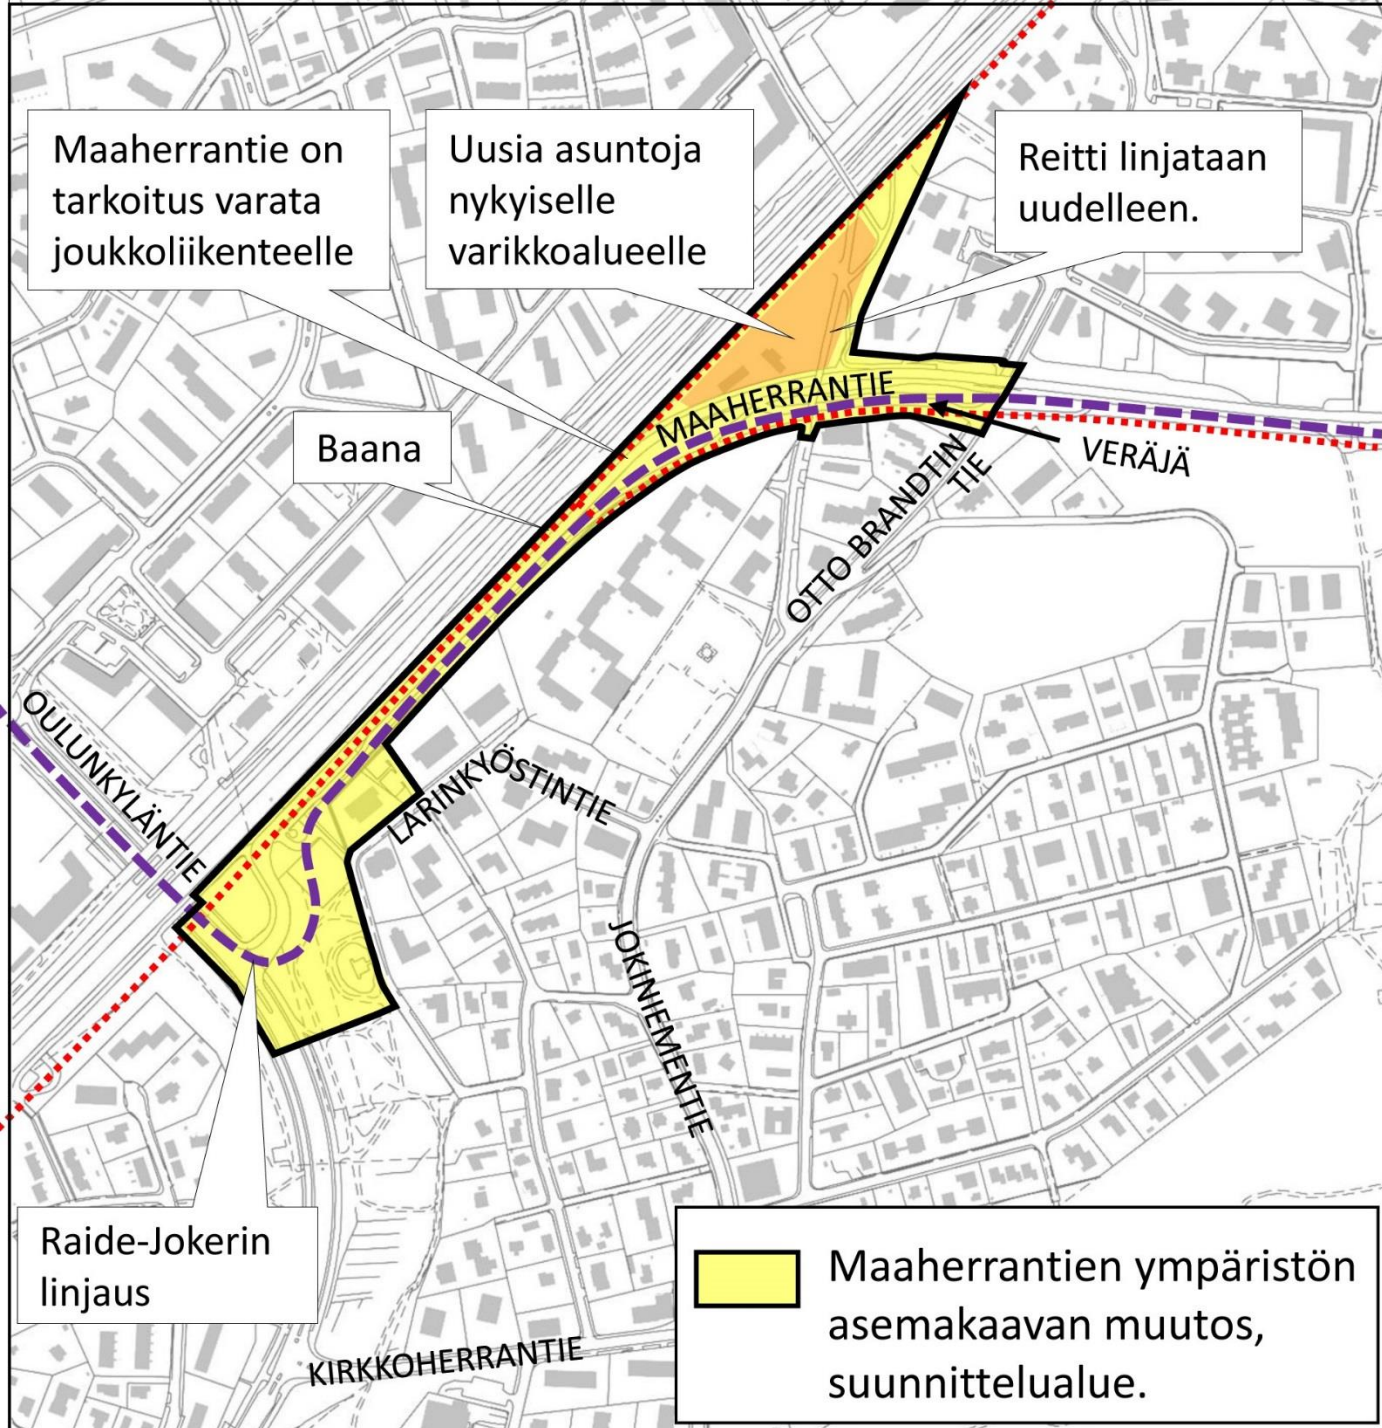 Maaherrantie on
tarkoitus varata
joukkoliikenteelle
Uusia asuntoja
nykyiselle
varikkoalueelle
Reitti linjataan
uudelleen.
Baana
MAAHERRANTIE
VERÄJÄ
OTTO BRANDTIN
TIE
OULUNKYLÄNTIE
LARINKYÖSTINTIE
JOKINIEMENTIE
Raide-Jokerin
linjaus
KIRKKOHERRANTIE
Maaherrantien ympäristön
asemakaavan muutos,
suunnittelualue.